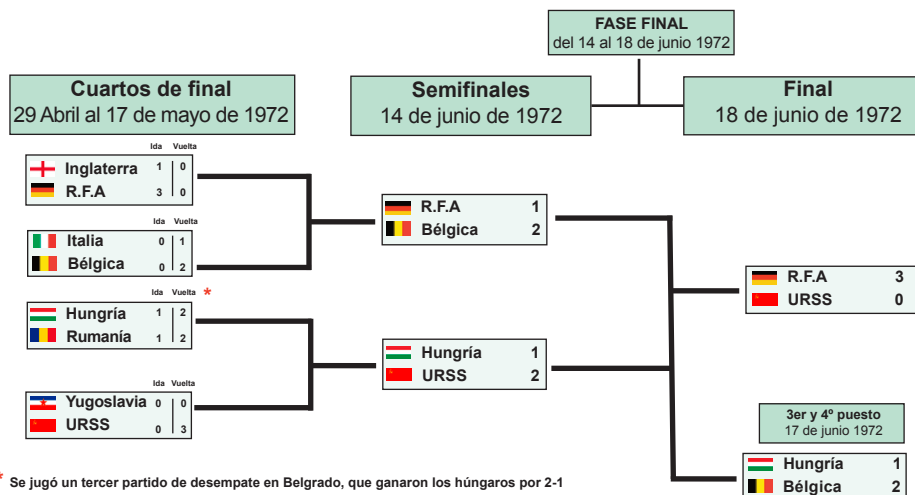 FASE FINAL
del 14 al 18 de junio 1972
Cuartos de final
29 Abril al 17 de mayo de 1972
Semifinales
14 de junio de 1972
Final
18 de junio de 1972
Ida Vuelta
Inglaterra 1 0
R.F.A 3 0
Ida Vuelta
Italia 0 1
Bélgica 0 2
Ida Vuelta *
Hungría 1 2
Rumanía 1 2
Ida Vuelta
Yugoslavia 0 0
URSS 0 3
R.F.A 1
Bélgica 2
Hungría 1
URSS 2
R.F.A 3
URSS 0
3er y 4º puesto
17 de junio 1972
Hungría 1
Bélgica 2
* Se jugó un tercer partido de desempate en Belgrado, que ganaron los húngaros por 2-1